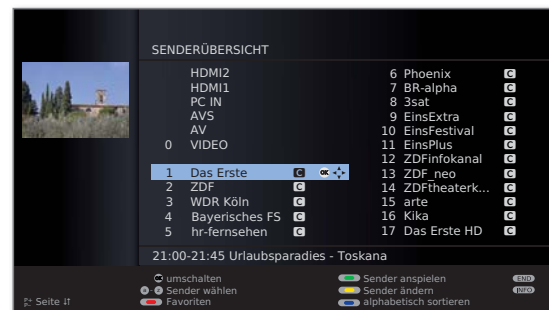 SENDERÜBERSICHT
HDMI2
HDMI1
PC IN
AVS
AV
0 VIDEO
1 Das Erste C OK
2 ZDF C
3 WDR Köln C
4 Bayerisches FS C
5 hr-fernsehen C
6 Phoenix C
7 BR-alpha C
8 3sat C
9 EinsExtra C
10 EinsFestival C
11 EinsPlus C
12 ZDFinfokanal C
13 ZDF_neo C
14 ZDFtheaterk... C
15 arte C
16 Kika C
17 Das Erste HD C
21:00-21:45 Urlaubsparadies - Toskana
OK umschalten
Sender wählen
Favoriten
Sender anspielen END
Sender ändern INFO
alphabetisch sortieren
P+ P- Seite